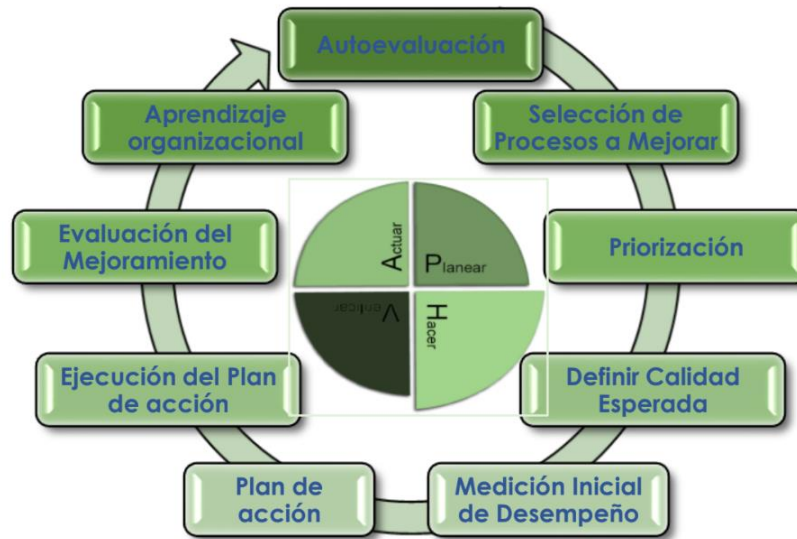 Autoevaluación
Selección de
Procesos a Mejorar
Priorización
Definir Calidad
Esperada
Medición Inicial
de Desempeño
Plan de
acción
Ejecución del Plan
de acción
Evaluación del
Mejoramiento
Aprendizaje
organizacional
Actuar
Planear
Verificar
Hacer